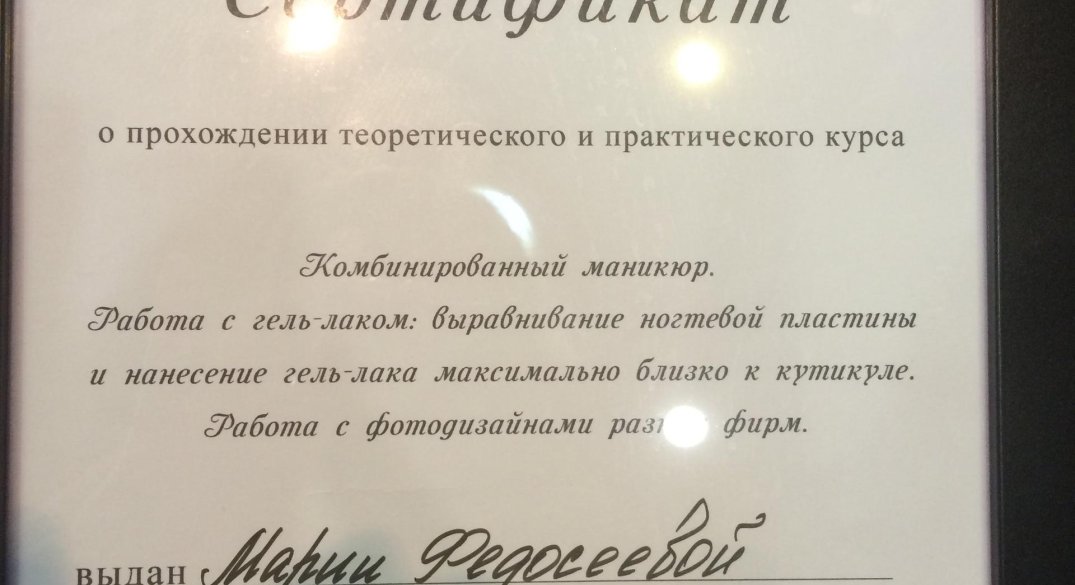 Сертификат
о прохождении теоретического и практического курса
Комбинированный маникюр.
Работа с гель-лаком: выравнивание ногтевой пластины
и нанесение гель-лака максимально близко к кутикуле.
Работа с фотодизайнами фирм.
выдан Марии Федосеевой